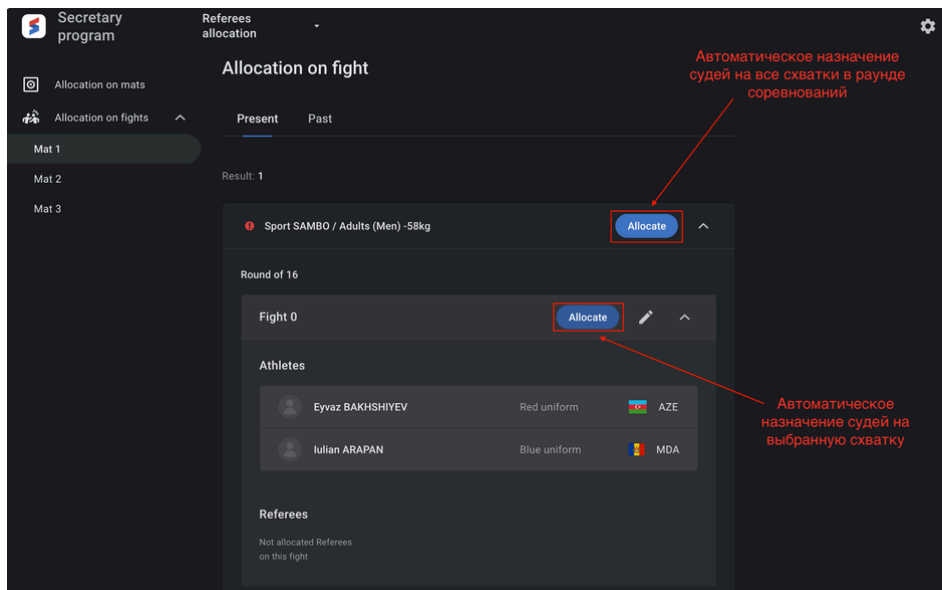 Secretary
program
Referees
allocation
Allocation on mats
Allocation on fights
Mat 1
Mat 2
Mat 3
Allocation on fight
Present Past
Result: 1
Автоматическое назначение
судей на все схватки в раунде
соревнований
Sport SAMBO / Adults (Men) -58kg Allocate
Round of 16
Fight 0 Allocate
Athletes
Eyvaz BAKHSHIYEV Red uniform AZE
Iulian ARAPAN Blue uniform MDA
Автоматическое
назначение судей на
выбранную схватку
Referees
Not allocated Referees
on this fight